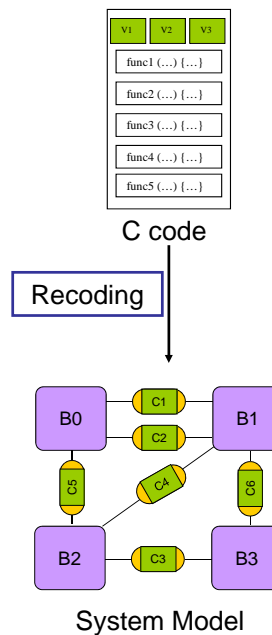 V1 V2 V3
func1 (...) {...}
func2 (...) {...}
func3 (...) {...}
func4 (...) {...}
func5 (...) {...}
C code
Recoding
B0 C1 B1
C2
C5 C4 C6
B2 C3 B3
System Model